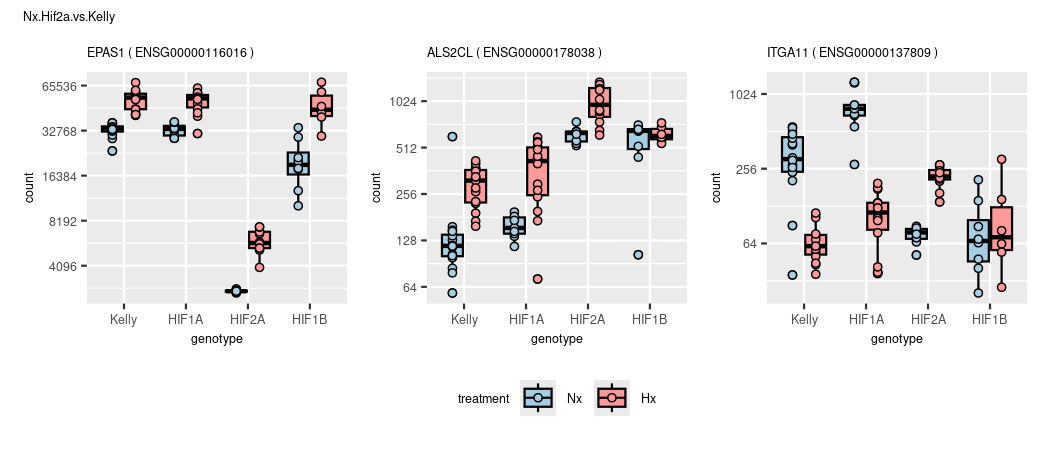 Nx.Hif2a.vs.Kelly
EPAS1 ( ENSG00000116016 )
65536
32768
16384
8192
4096
count
Kelly HIF1A HIF2A HIF1B
genotype
ALS2CL ( ENSG00000178038 )
1024
512
256
128
64
count
Kelly HIF1A HIF2A HIF1B
genotype
ITGA11 ( ENSG00000137809 )
1024
256
64
count
Kelly HIF1A HIF2A HIF1B
genotype
treatment Nx Hx